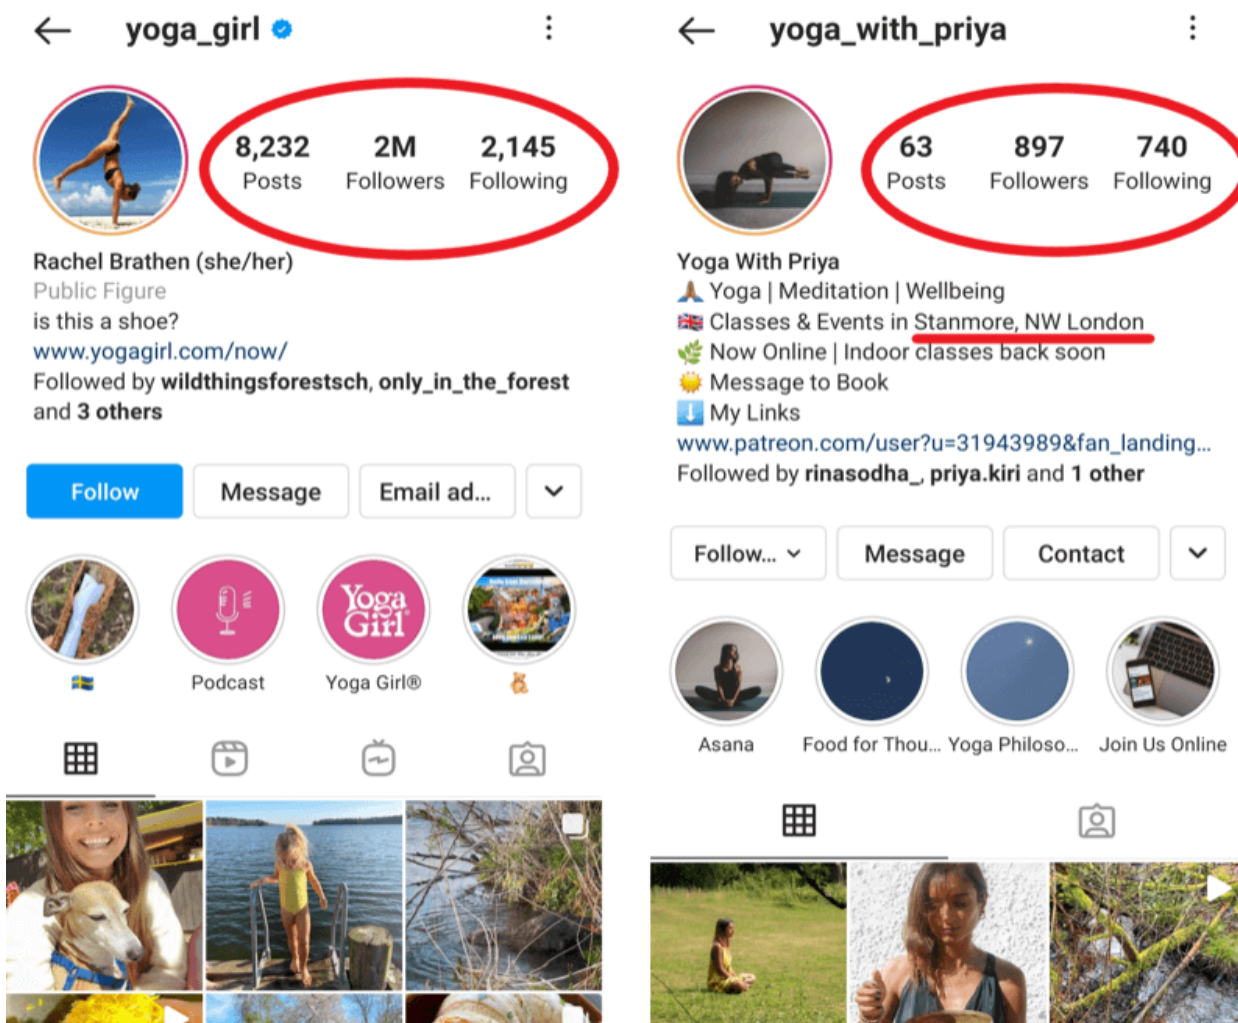 yoga_girl
8,232 2M 2,145
Posts Followers Following
Rachel Brathen (she/her)
Public Figure
is this a shoe?
www.yogagirl.com/now/
Followed by wildthingsforestsch, only_in_the_forest
and 3 others
Follow Message Email ad...
Yoga
Girl
Podcast Yoga Girl®
yoga_with_priya
63 897 740
Posts Followers Following
Yoga With Priya
🙏🏽 Yoga | Meditation | Wellbeing
🇬🇧 Classes & Events in Stanmore, NW London
🌿 Now Online | Indoor classes back soon
☀️ Message to Book
⬇️ My Links
www.patreon.com/user?u=31943989&fan_landing...
Followed by rinasodha_, priya.kiri and 1 other
Follow... Message Contact
Asana Food for Thou... Yoga Philoso... Join Us Online